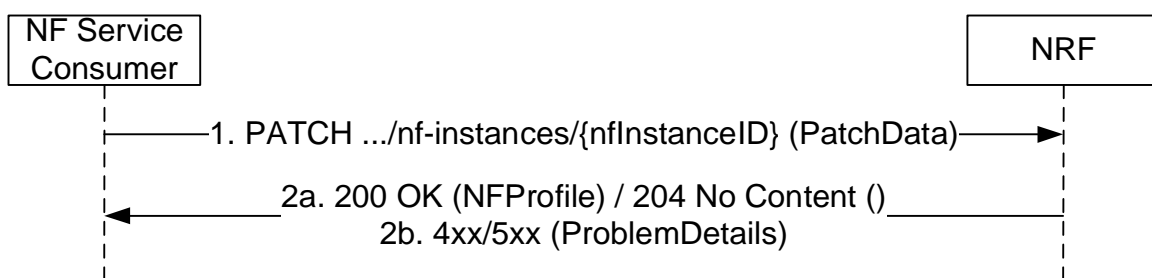 NF Service
Consumer
NRF
1. PATCH .../nf-instances/{nfInstanceID} (PatchData)
2a. 200 OK (NFProfile) / 204 No Content ()
2b. 4xx/5xx (ProblemDetails)